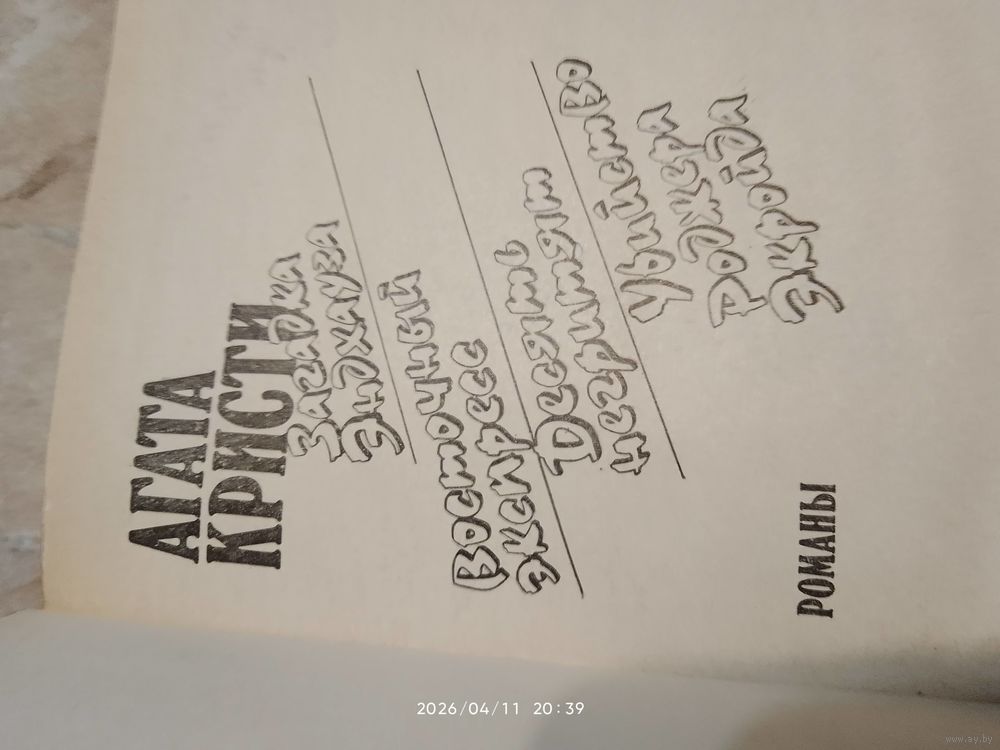 АГАТА
КРИСТИ
Загадка
Эндхауза
Восточный
экспресс
Десять
негритят
Убийство
Роджера
Экройда
РОМАНЫ
2026/04/11 20:39
www.ay.by